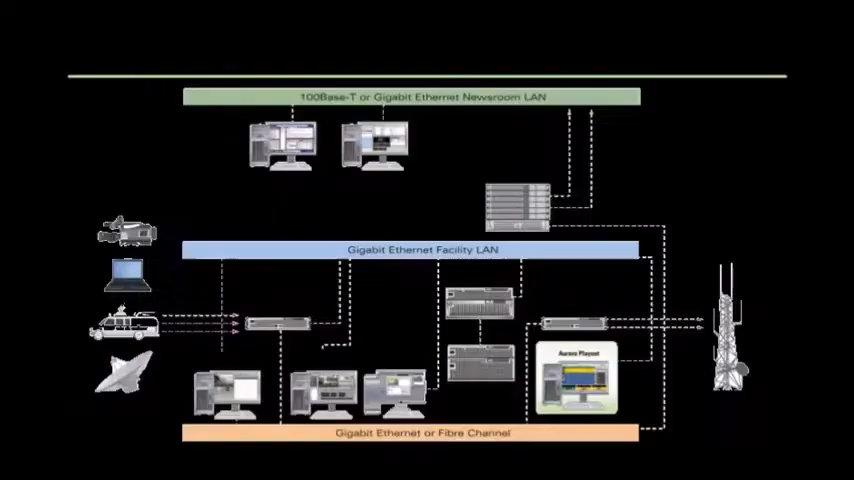 100Base-T or Gigabit Ethernet Newsroom LAN
Gigabit Ethernet Facility LAN
Aurora Playout
Gigabit Ethernet or Fibre Channel